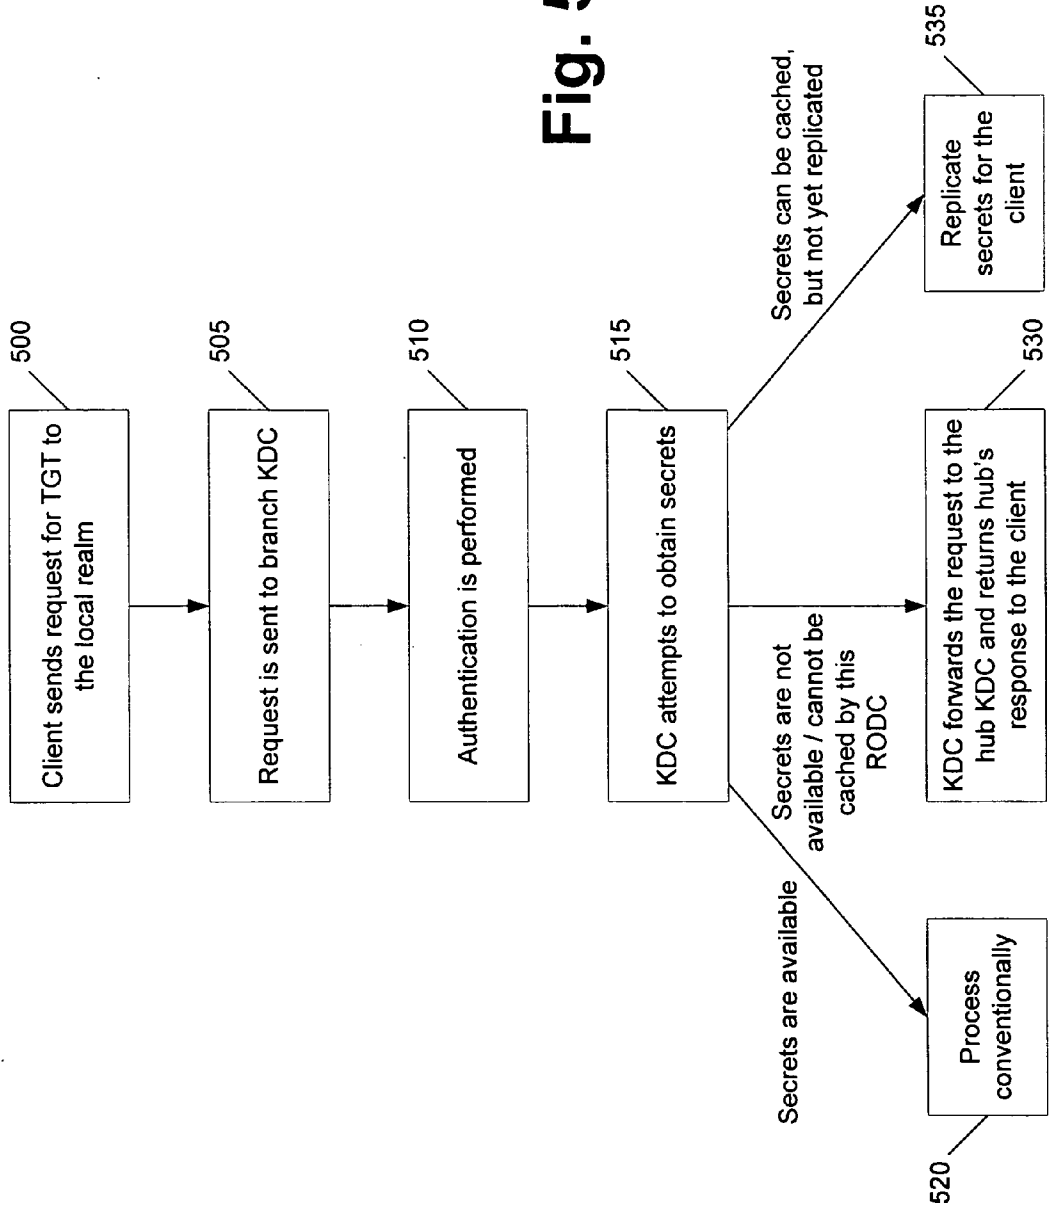 500
Client sends request for TGT to
the local realm
505
Request is sent to branch KDC
510
Authentication is performed
515
KDC attempts to obtain secrets
Secrets are available
Secrets are not
available / cannot be
cached by this
RODC
Secrets can be cached,
but not yet replicated
520
Process
conventionally
530
KDC forwards the request to the
hub KDC and returns hub's
response to the client
535
Replicate
secrets for the
client
Fig. 5